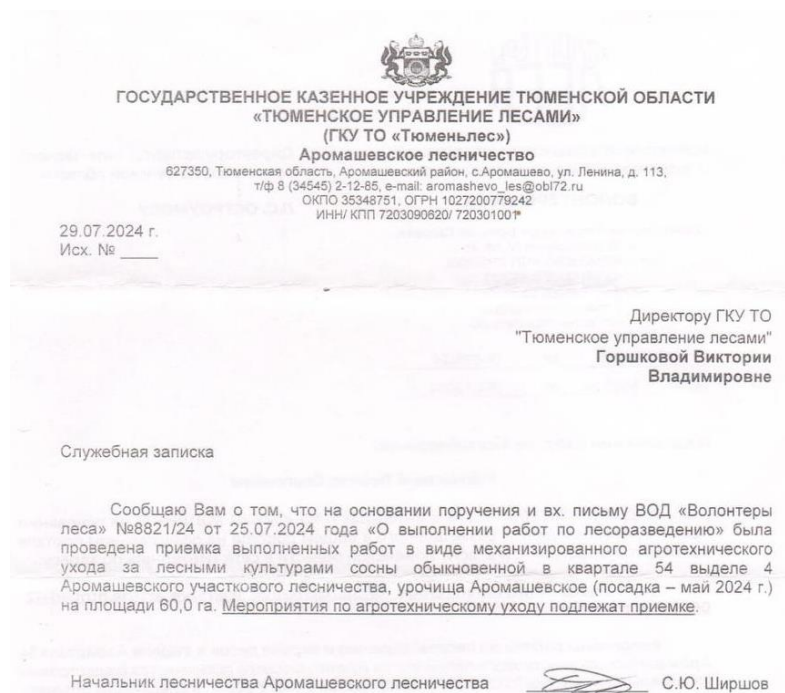 ГОСУДАРСТВЕННОЕ КАЗЕННОЕ УЧРЕЖДЕНИЕ ТЮМЕНСКОЙ ОБЛАСТИ
«ТЮМЕНСКОЕ УПРАВЛЕНИЕ ЛЕСАМИ»
(ГКУ ТО «Тюменьлес»)
Аромашевское лесничество
627350, Тюменская область, Аромашевский район, с.Аромашево, ул. Ленина, д. 113,
т/ф 8 (34545) 2-12-85, e-mail: aromashevo_les@obl72.ru
ОКПО 35348751, ОГРН 1027200779242
ИНН/ КПП 7203090620/ 720301001
29.07.2024 г.
Исх. № ____
Директору ГКУ ТО
"Тюменское управление лесами"
Горшковой Виктории
Владимировне
Служебная записка
Сообщаю Вам о том, что на основании поручения и вх. письму ВОД «Волонтеры
леса» №8821/24 от 25.07.2024 года «О выполнении работ по лесоразведению» была
проведена приемка выполненных работ в виде механизированного агротехнического
ухода за лесными культурами сосны обыкновенной в квартале 54 выделе 4
Аромашевского участкового лесничества, урочища Аромашевское (посадка – май 2024 г.)
на площади 60,0 га. Мероприятия по агротехническому уходу подлежат приемке.
Начальник лесничества Аромашевского лесничества С.Ю. Ширшов